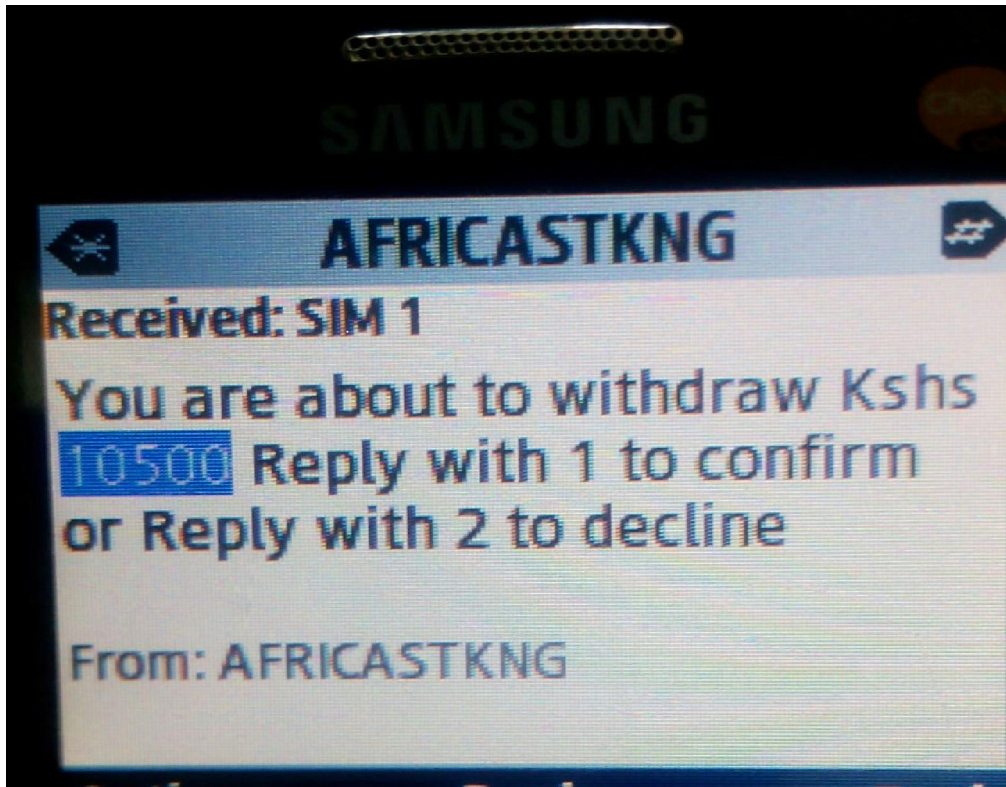 SAMSUNG
AFRICASTKNG
Received: SIM 1
You are about to withdraw Kshs
10500 Reply with 1 to confirm
or Reply with 2 to decline
From: AFRICASTKNG